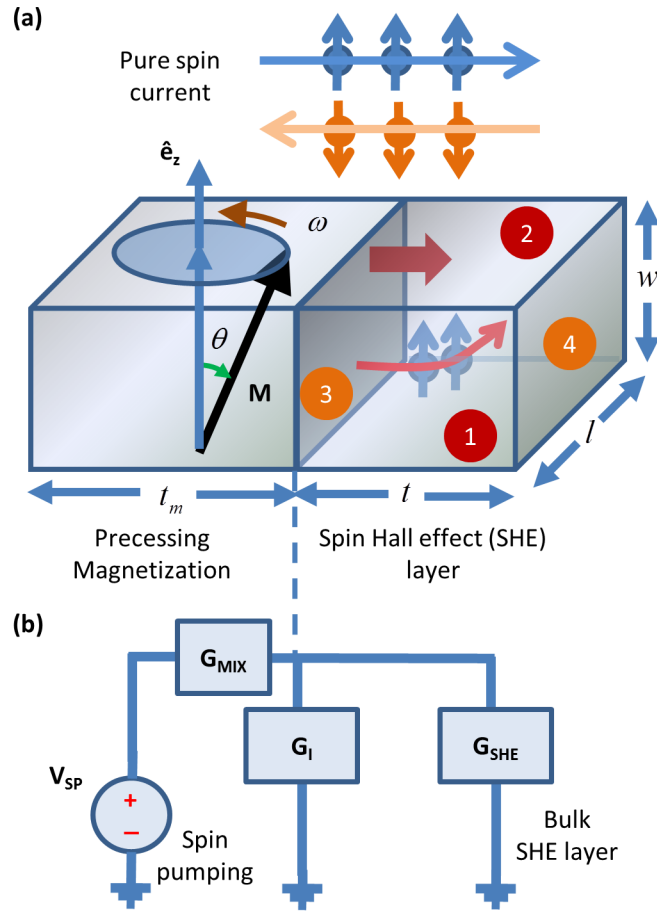 (a)
Pure spin
current
ê_z
ω
θ
M
2
w
4
3
1
l
t_m
t
Precessing
Magnetization
Spin Hall effect (SHE)
layer
(b)
G_MIX
G_I
G_SHE
V_SP
+
−
Spin
pumping
Bulk
SHE layer